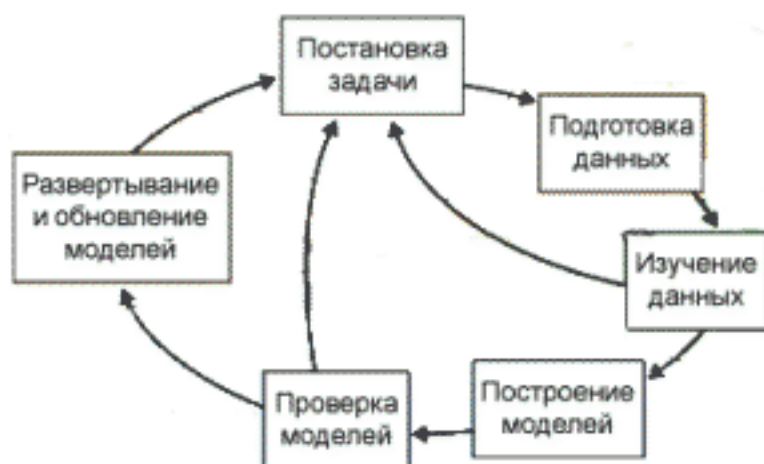 Постановка
задачи
Подготовка
данных
Изучение
данных
Построение
моделей
Проверка
моделей
Развертывание
и обновление
моделей